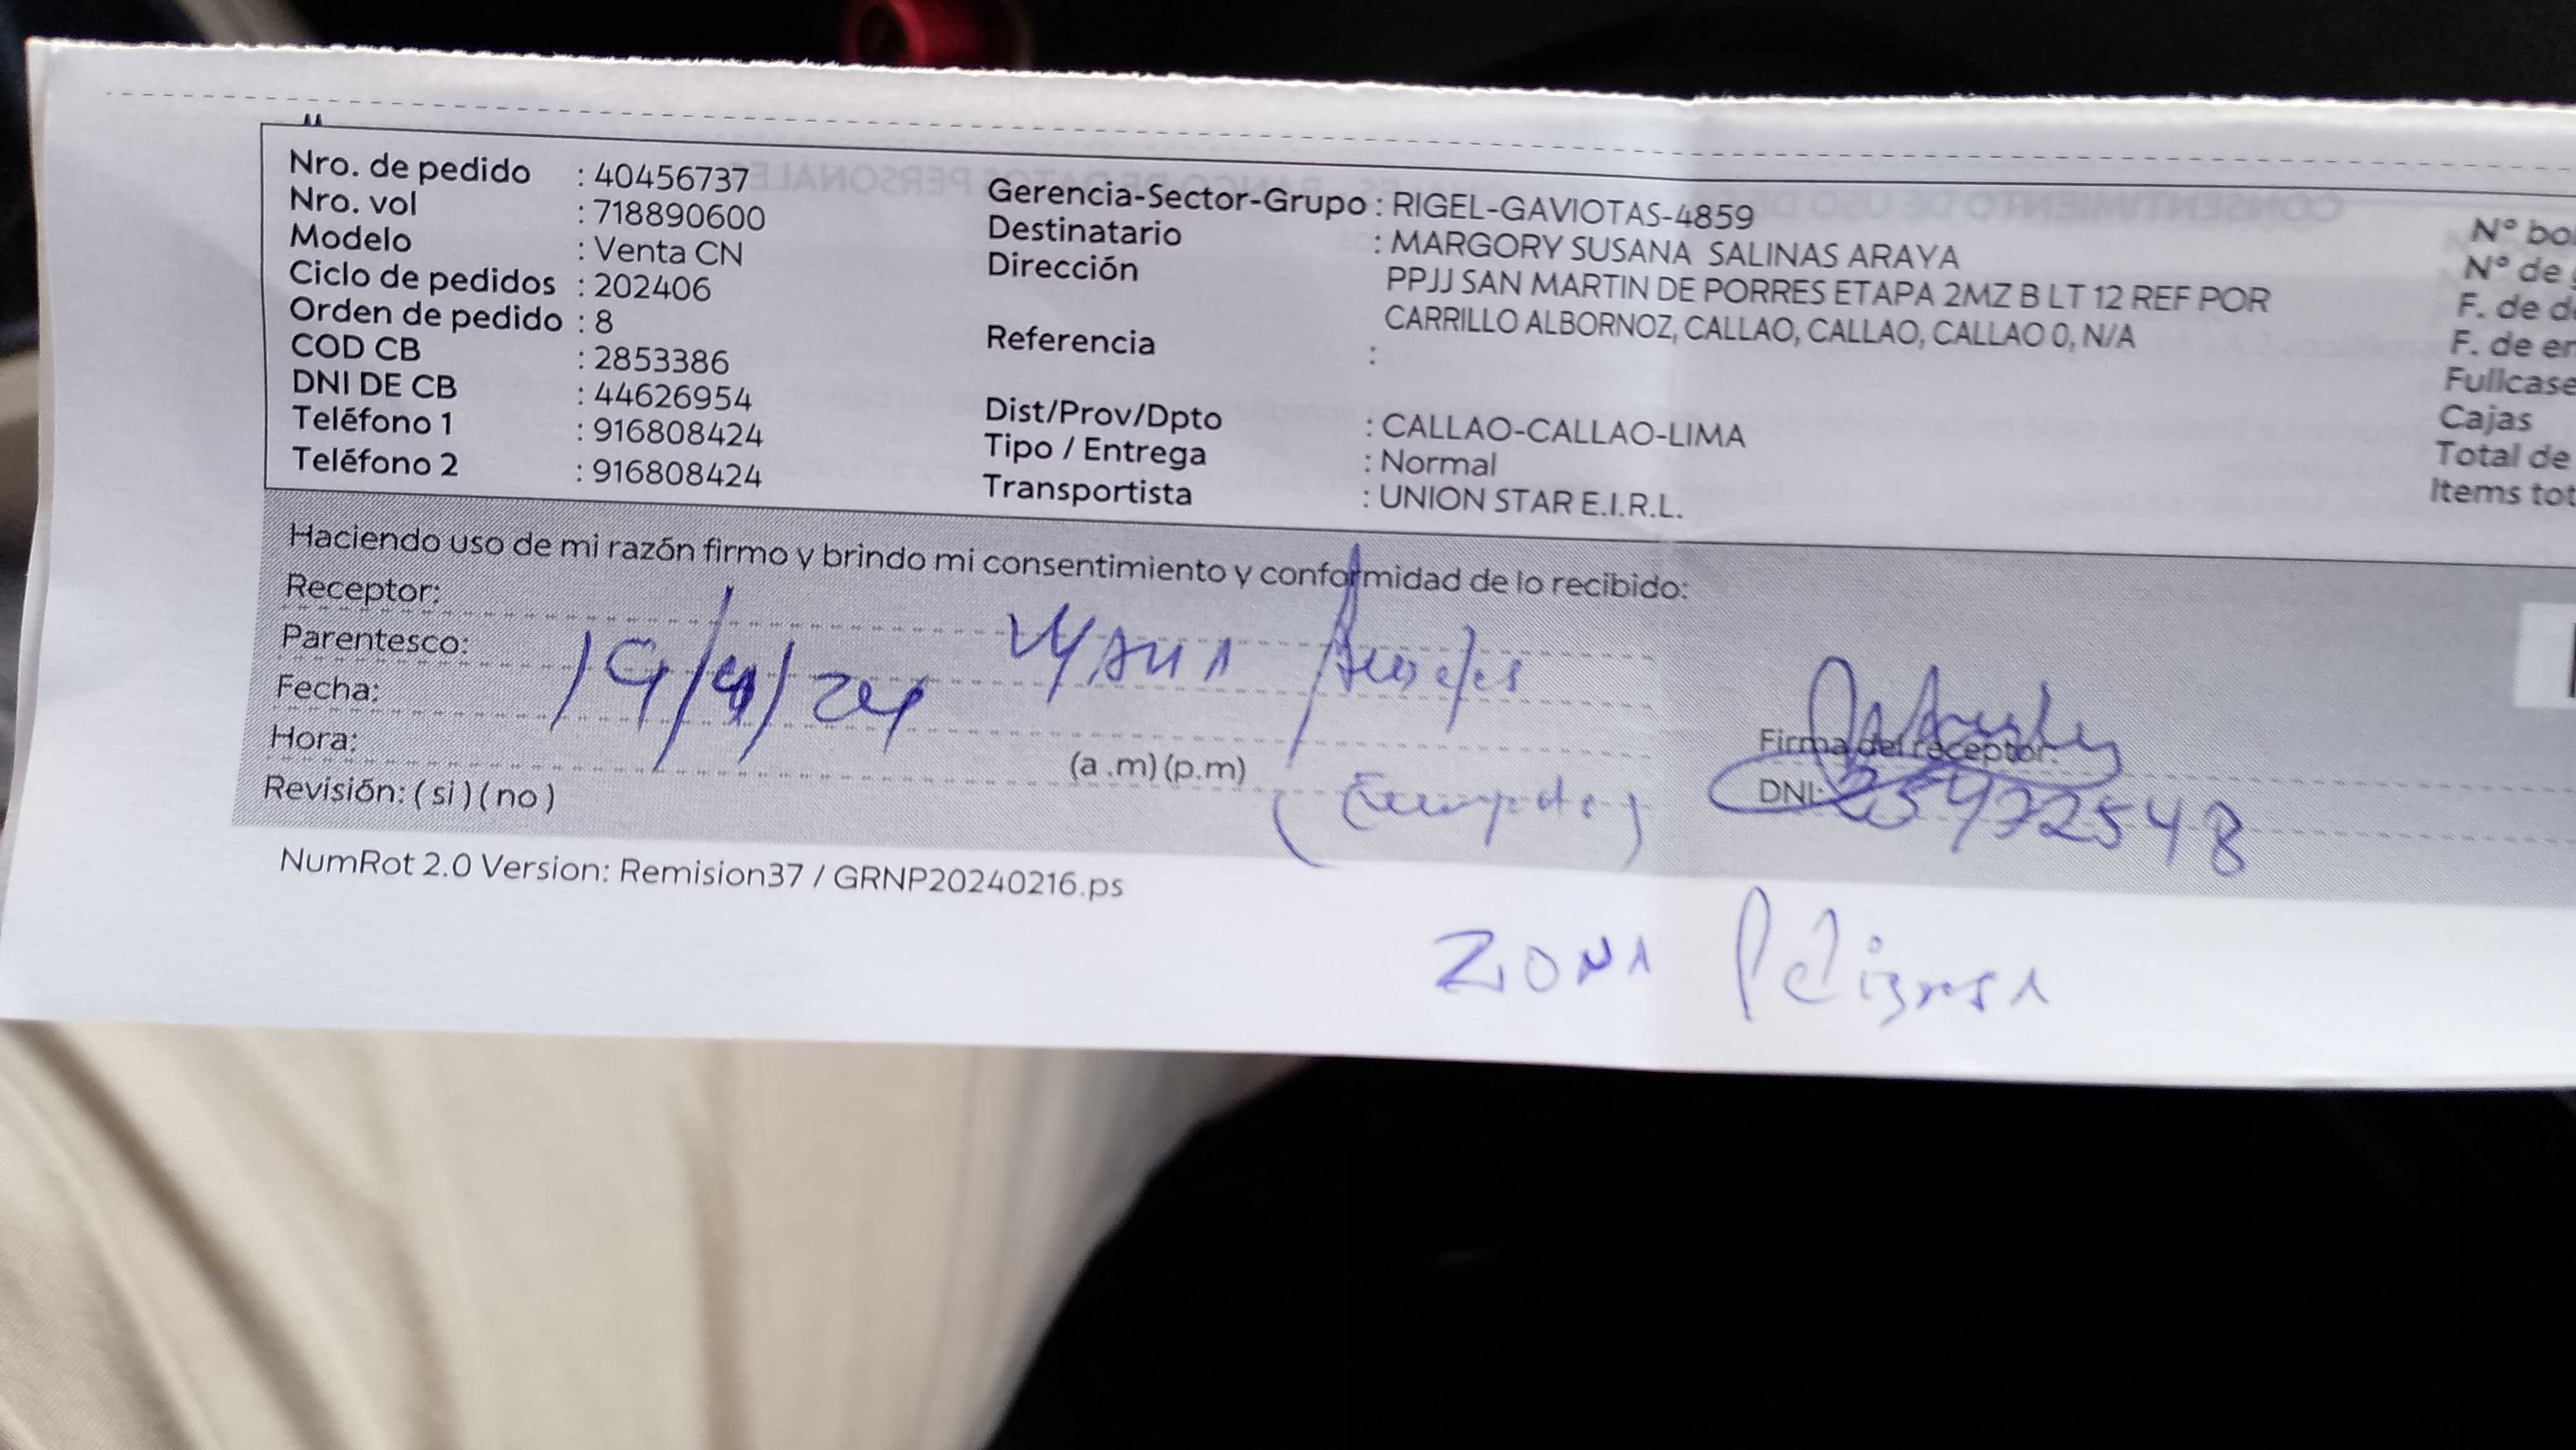 Nro. de pedido : 40456737
Nro. vol : 718890600
Modelo : Venta CN
Ciclo de pedidos : 202406
Orden de pedido : 8
COD CB : 2853386
DNI DE CB : 44626954
Teléfono 1 : 916808424
Teléfono 2 : 916808424
Gerencia-Sector-Grupo : RIGEL-GAVIOTAS-4859
Destinatario : MARGORY SUSANA SALINAS ARAYA
Dirección PPJJ SAN MARTIN DE PORRES ETAPA 2MZ B LT 12 REF POR
CARRILLO ALBORNOZ, CALLAO, CALLAO, CALLAO 0, N/A
Referencia :
Dist/Prov/Dpto : CALLAO-CALLAO-LIMA
Tipo / Entrega : Normal
Transportista : UNION STAR E.I.R.L.
N° bol
N° de
F. de d
F. de en
Fullcase
Cajas
Total de
Items tot
Haciendo uso de mi razón firmo y brindo mi consentimiento y conformidad de lo recibido:
Receptor:
Parentesco:
Fecha: 19/4/24
Hora: (a .m) (p.m)
Revisión: ( si ) ( no )
Firma del receptor:
DNI: 25472548
NumRot 2.0 Version: Remision37 / GRNP20240216.ps
ZONA Peligrosa